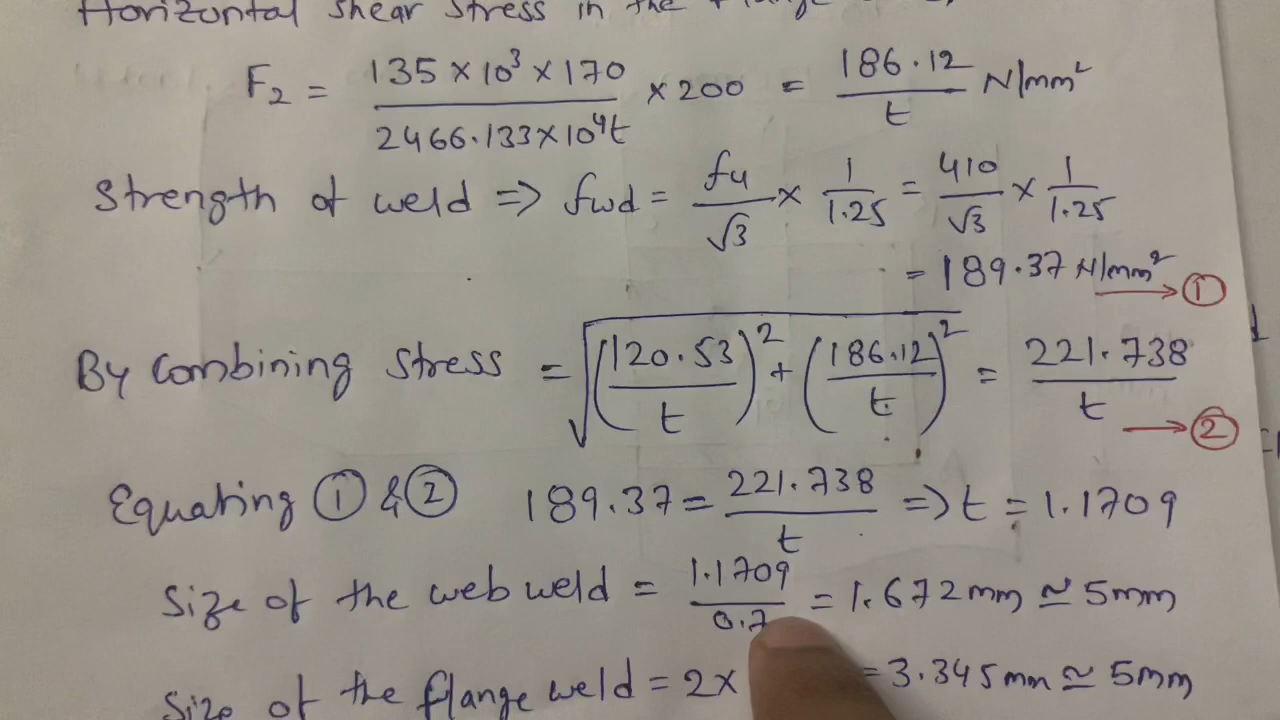 Horizontal Shear Stress in the
F2 = 135 × 10³ × 170 / 2466.133 × 10⁴t × 200 = 186.12 / t N/mm²
Strength of weld => fwd = fu / √3 × 1 / 1.25 = 410 / √3 × 1 / 1.25
= 189.37 N/mm² → ①
By Combining Stress = √((120.53 / t)² + (186.12 / t)²) = 221.738 / t → ②
Equating ① & ② 189.37 = 221.738 / t => t = 1.1709
Size of the web weld = 1.1709 / 0.7 = 1.672 mm ≃ 5mm
Size of the flange weld = 2× = 3.345 mm ≃ 5mm